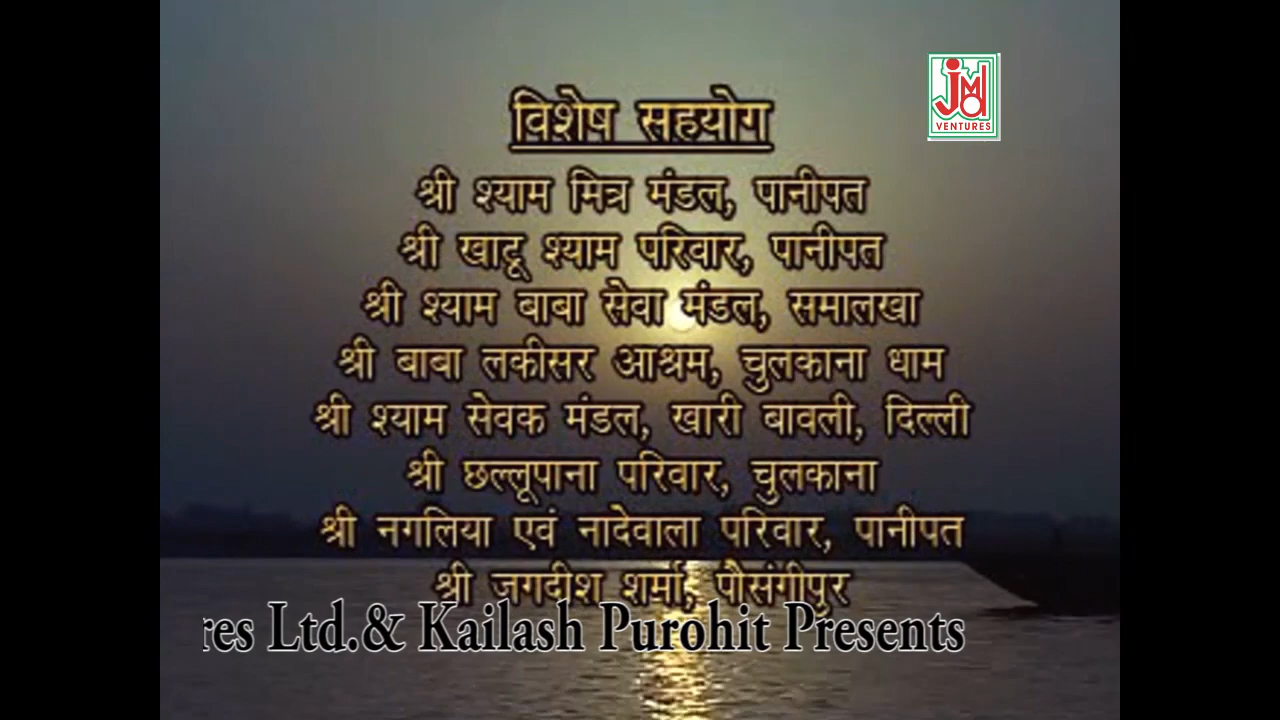 JMD
VENTURES
विशेष सहयोग
श्री श्याम मित्र मंडल, पानीपत
श्री खाटू श्याम परिवार, पानीपत
श्री श्याम बाबा सेवा मंडल, समालखा
श्री बाबा लकीसर आश्रम, चुलकाना धाम
श्री श्याम सेवक मंडल, खारी बावली, दिल्ली
श्री छल्लूपाना परिवार, चुलकाना
श्री नगलिया एवं नादेवाला परिवार, पानीपत
श्री जगदीश शर्मा, पौसंगीपुर
res Ltd.& Kailash Purohit Presents